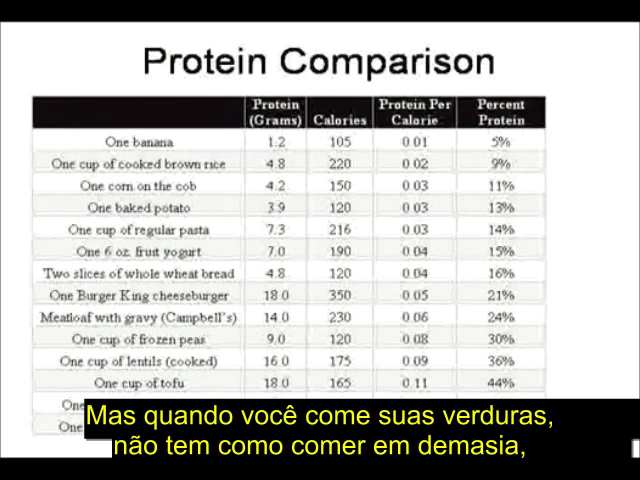 Protein Comparison
Protein (Grams) Calories Protein Per Calorie Percent Protein
One banana 1.2 105 0.01 5%
One cup of cooked brown rice 4.8 220 0.02 9%
One corn on the cob 4.2 150 0.03 11%
One baked potato 3.9 120 0.03 13%
One cup of regular pasta 7.3 216 0.03 14%
One 6 oz. fruit yogurt 7.0 190 0.04 15%
Two slices of whole wheat bread 4.8 120 0.04 16%
One Burger King cheeseburger 18.0 350 0.05 21%
Meatloaf with gravy (Campbell's) 14.0 230 0.06 24%
One cup of frozen peas 9.0 120 0.08 30%
One cup of lentils (cooked) 16.0 175 0.09 36%
One cup of tofu 18.0 165 0.11 44%
One
One
Mas quando você come suas verduras,
não tem como comer em demasia,